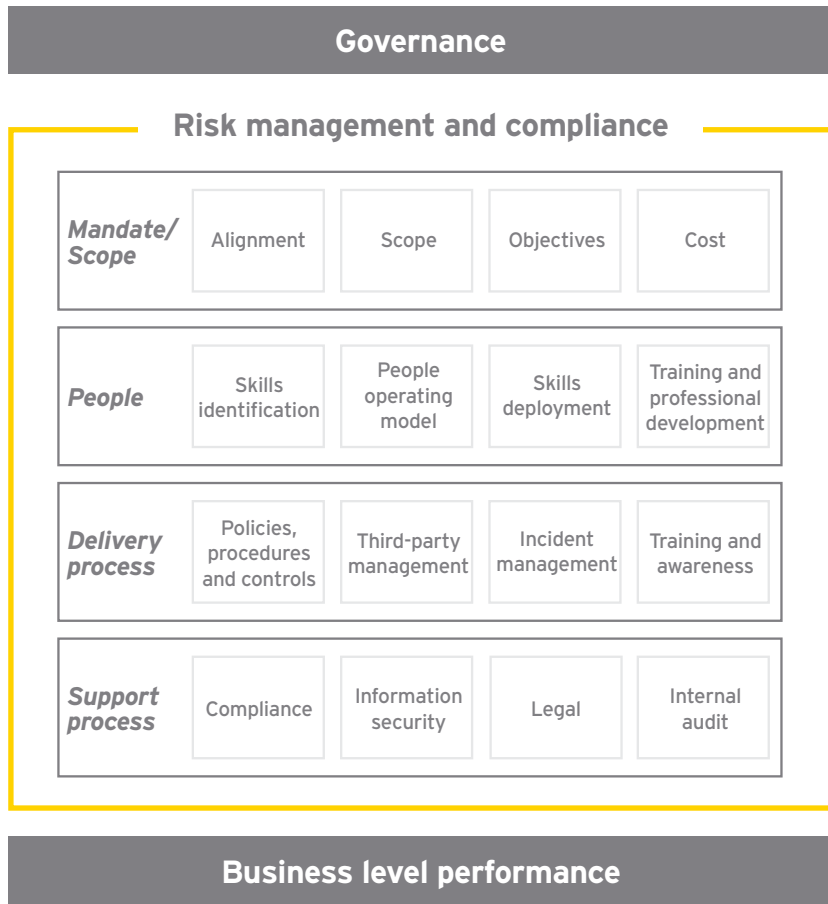 Governance
Risk management and compliance
Mandate/
Scope
Alignment
Scope
Objectives
Cost
People
Skills
identification
People
operating
model
Skills
deployment
Training and
professional
development
Delivery
process
Policies,
procedures
and controls
Third-party
management
Incident
management
Training and
awareness
Support
process
Compliance
Information
security
Legal
Internal
audit
Business level performance